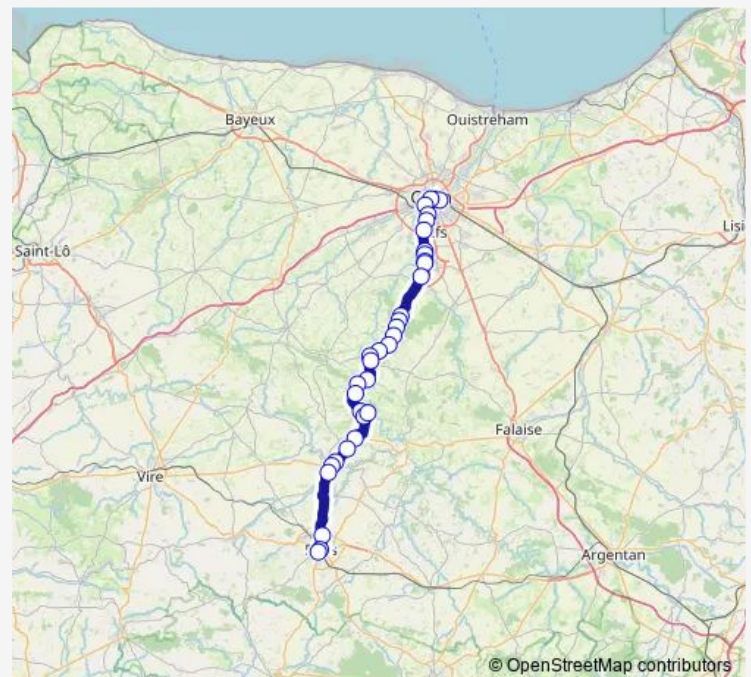 Bayeux
Ouistreham
Saint-Lô
Lisi
Falaise
Vire
Argentan
© OpenStreetMap contributors